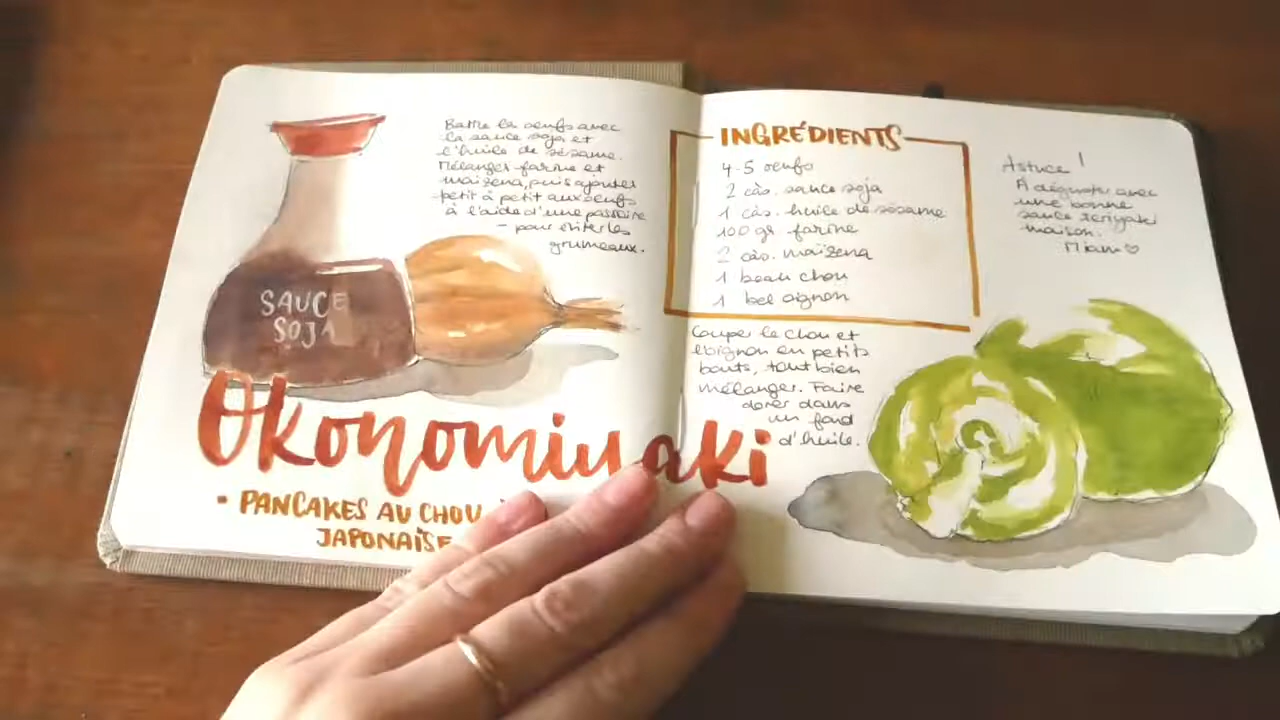 Battre les oeufs avec
la sauce soja et
l'huile de sésame.
Mélanger farine et
maïzena, puis ajouter
petit à petit aux oeufs
à l'aide d'une passoire
- pour éviter les
grumeaux.
SAUCE
SOJA
Okonomiyaki
• PANCAKES AU CHOU
JAPONAIS
INGRÉDIENTS
4-5 oeufs
2 càs. sauce soja
1 càs. huile de sésame
100 gr. farine
2 càs. maïzena
1 beau chou
1 bel oignon
Couper le chou et
l'oignon en petits
bouts, tout bien
mélanger. Faire
dorer dans
un fond
d'huile.
Astuce !
À déguster avec
une bonne
sauce teriyaki
maison.
Miam ♡